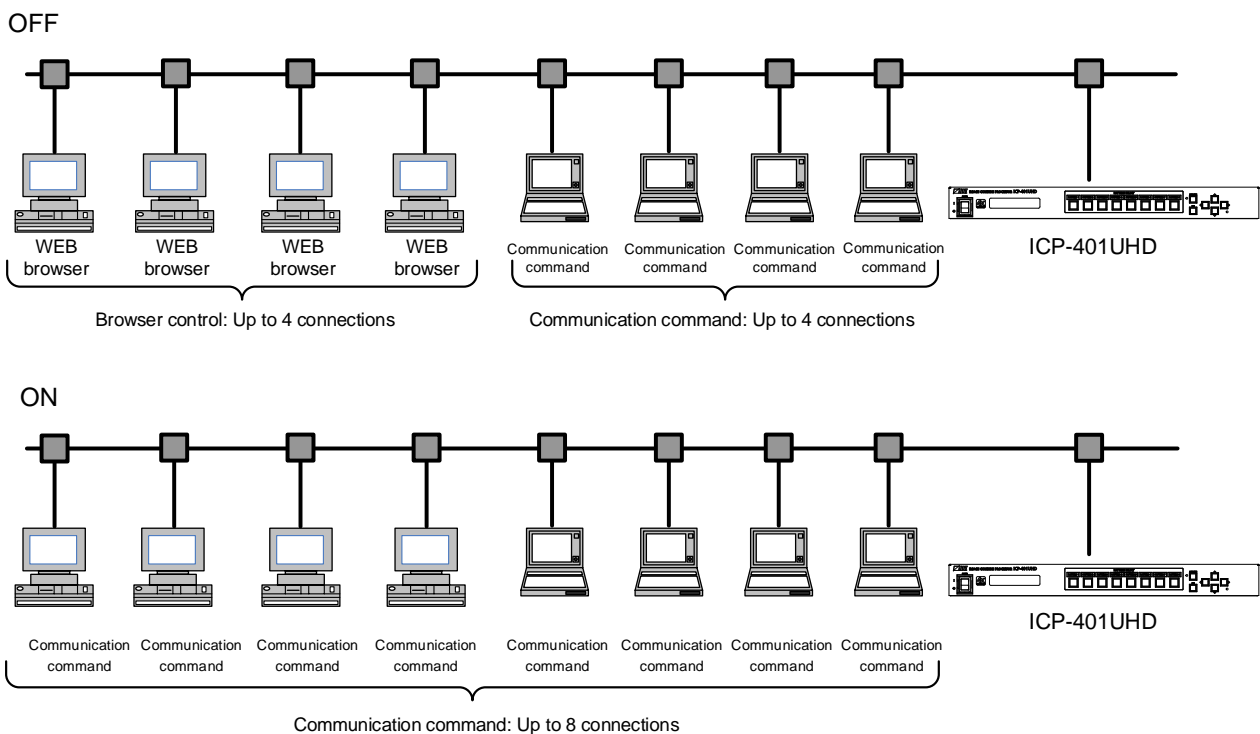 OFF
WEB browser
WEB browser
WEB browser
WEB browser
Communication command
Communication command
Communication command
Communication command
ICP-401UHD
Browser control: Up to 4 connections
Communication command: Up to 4 connections
ON
Communication command
Communication command
Communication command
Communication command
Communication command
Communication command
Communication command
Communication command
ICP-401UHD
Communication command: Up to 8 connections